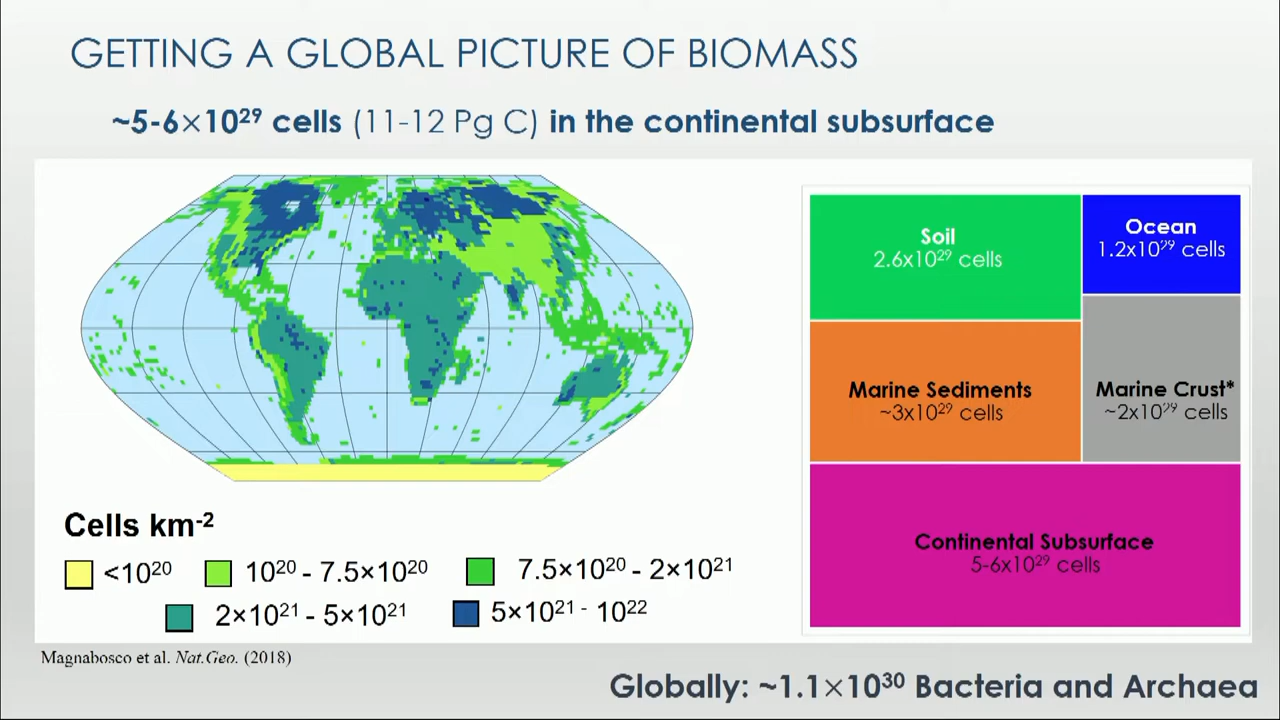 GETTING A GLOBAL PICTURE OF BIOMASS
~5-6×10²⁹ cells (11-12 Pg C) in the continental subsurface
Soil
2.6x10²⁹ cells
Ocean
1.2x10²⁹ cells
Marine Sediments
~3x10²⁹ cells
Marine Crust*
~2x10²⁹ cells
Continental Subsurface
5-6x10²⁹ cells
Cells km⁻²
<10²⁰
10²⁰ - 7.5×10²⁰
7.5×10²⁰ - 2×10²¹
2×10²¹ - 5×10²¹
5×10²¹ - 10²²
Magnabosco et al. Nat.Geo. (2018)
Globally: ~1.1×10³⁰ Bacteria and Archaea